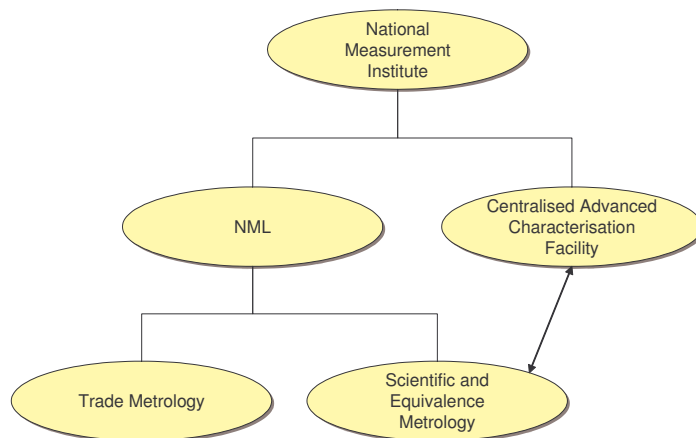 National
Measurement
Institute
NML
Centralised Advanced
Characterisation
Facility
Trade Metrology
Scientific and
Equivalence
Metrology